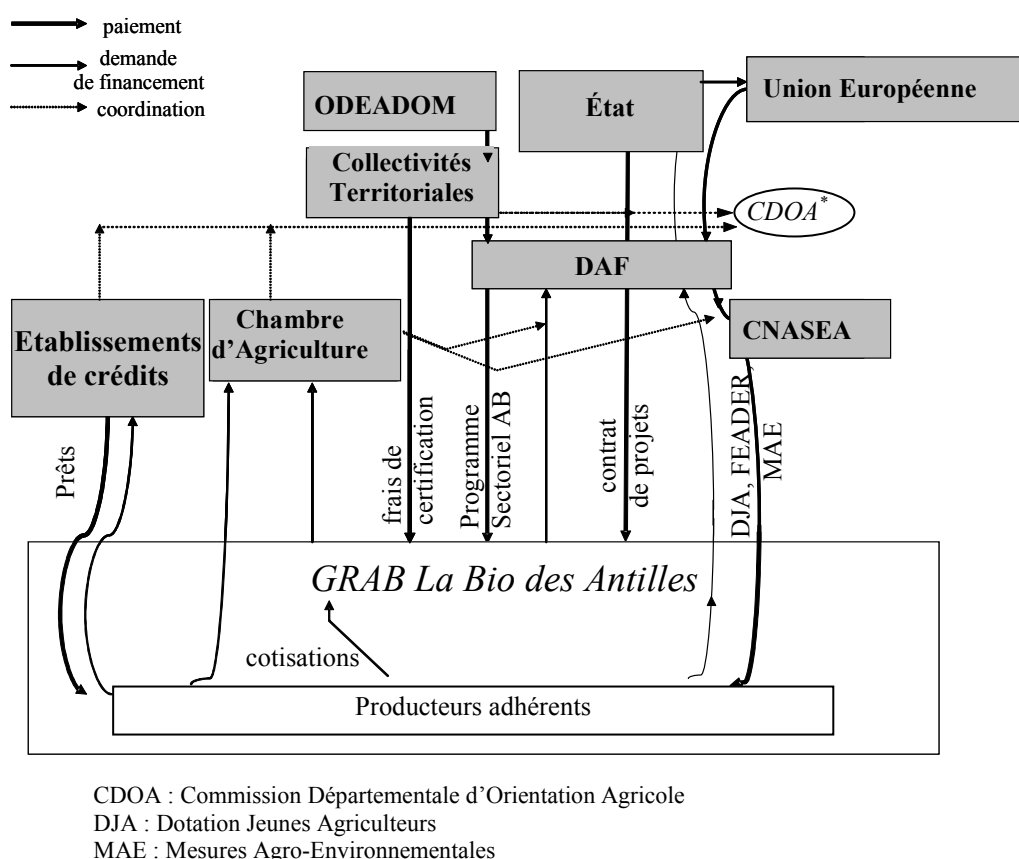 paiement
demande
de financement
coordination
ODEADOM
État
Union Européenne
Collectivités
Territoriales
CDOA*
DAF
Etablissements
de crédits
Chambre
d’Agriculture
CNASEA
Prêts
frais de
certification
Programme
Sectoriel AB
contrat
de projets
DJA, FEADER,
MAE
GRAB La Bio des Antilles
cotisations
Producteurs adhérents
CDOA : Commission Départementale d’Orientation Agricole
DJA : Dotation Jeunes Agriculteurs
MAE : Mesures Agro-Environnementales